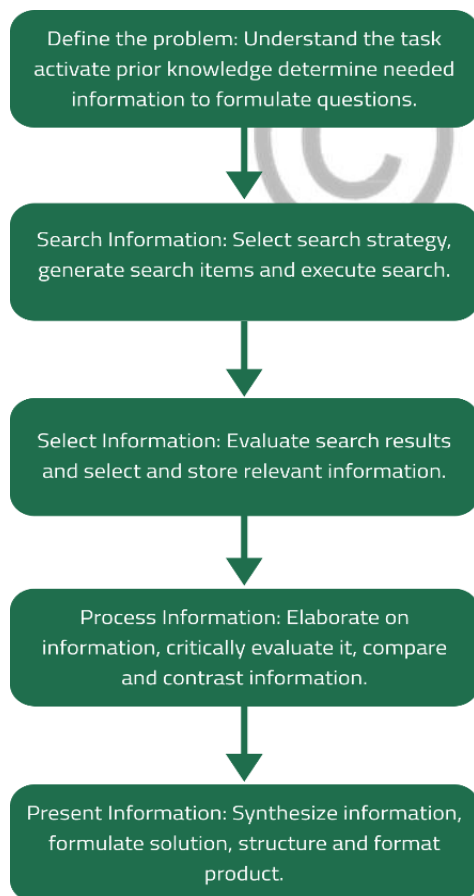 Define the problem: Understand the task
activate prior knowledge determine needed
information to formulate questions.
©
Search Information: Select search strategy,
generate search items and execute search.
Select Information: Evaluate search results
and select and store relevant information.
Process Information: Elaborate on
information, critically evaluate it, compare
and contrast information.
Present Information: Synthesize information,
formulate solution, structure and format
product.